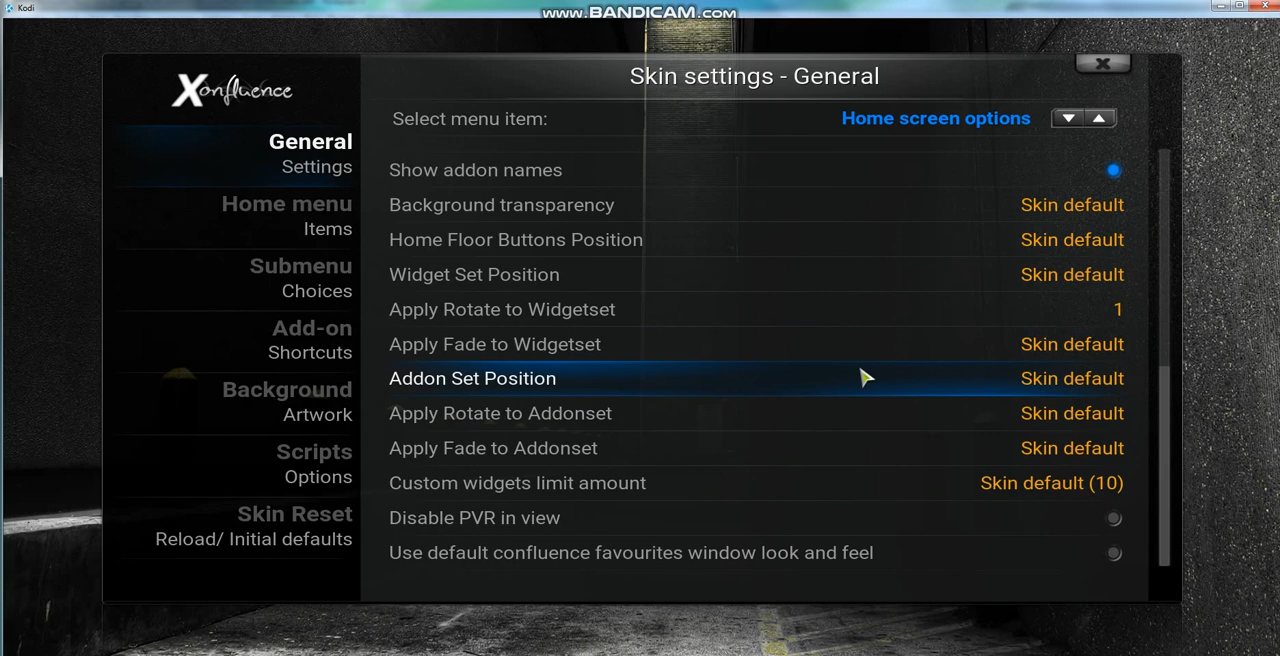 Kodi
www.BANDICAM.com
Xonfluence
Skin settings - General
General
Settings
Home menu
Items
Submenu
Choices
Add-on
Shortcuts
Background
Artwork
Scripts
Options
Skin Reset
Reload/ Initial defaults
Select menu item: Home screen options
Show addon names
Background transparency Skin default
Home Floor Buttons Position Skin default
Widget Set Position Skin default
Apply Rotate to Widgetset 1
Apply Fade to Widgetset Skin default
Addon Set Position Skin default
Apply Rotate to Addonset Skin default
Apply Fade to Addonset Skin default
Custom widgets limit amount Skin default (10)
Disable PVR in view
Use default confluence favourites window look and feel